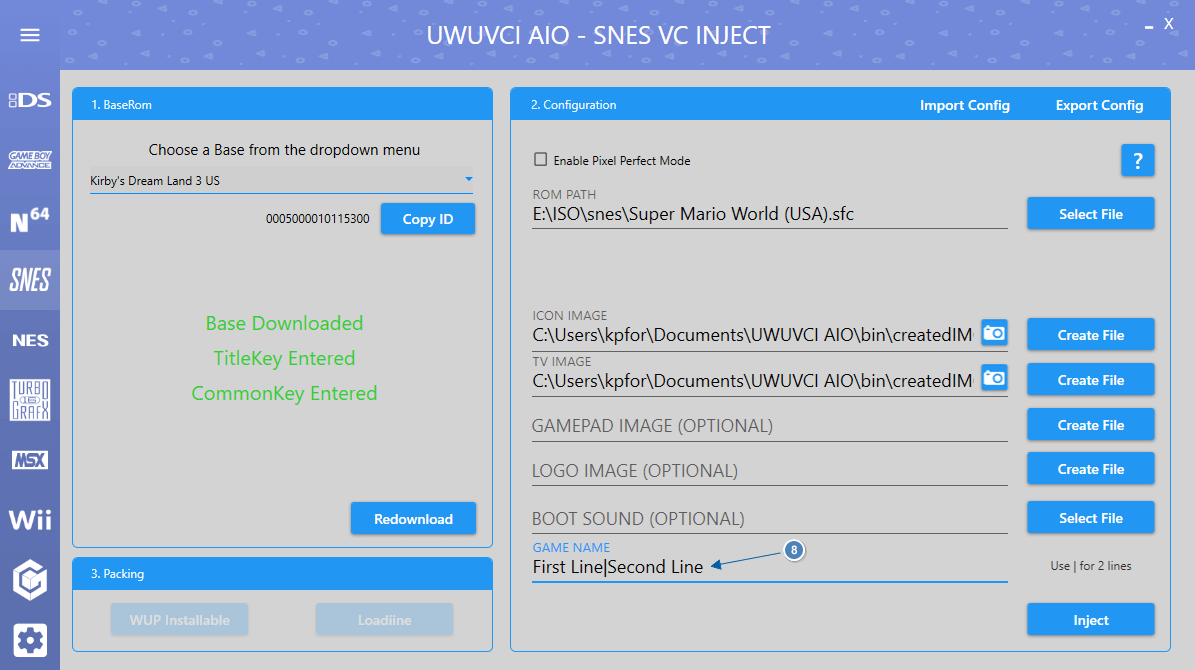 UWUVCI AIO - SNES VC INJECT
X
DS
GAME BOY ADVANCE
N64
SNES
NES
TURBO GRAFX 16
MSX
Wii
1. BaseRom
Choose a Base from the dropdown menu
Kirby's Dream Land 3 US
0005000010115300 Copy ID
Base Downloaded
TitleKey Entered
CommonKey Entered
Redownload
3. Packing
WUP Installable Loadiine
2. Configuration Import Config Export Config
Enable Pixel Perfect Mode ?
ROM PATH
E:\ISO\snes\Super Mario World (USA).sfc Select File
ICON IMAGE
C:\Users\kpfor\Documents\UWUVCI AIO\bin\createdIM Create File
TV IMAGE
C:\Users\kpfor\Documents\UWUVCI AIO\bin\createdIM Create File
GAMEPAD IMAGE (OPTIONAL) Create File
LOGO IMAGE (OPTIONAL) Create File
BOOT SOUND (OPTIONAL) Select File
GAME NAME 8
First Line|Second Line Use | for 2 lines
Inject